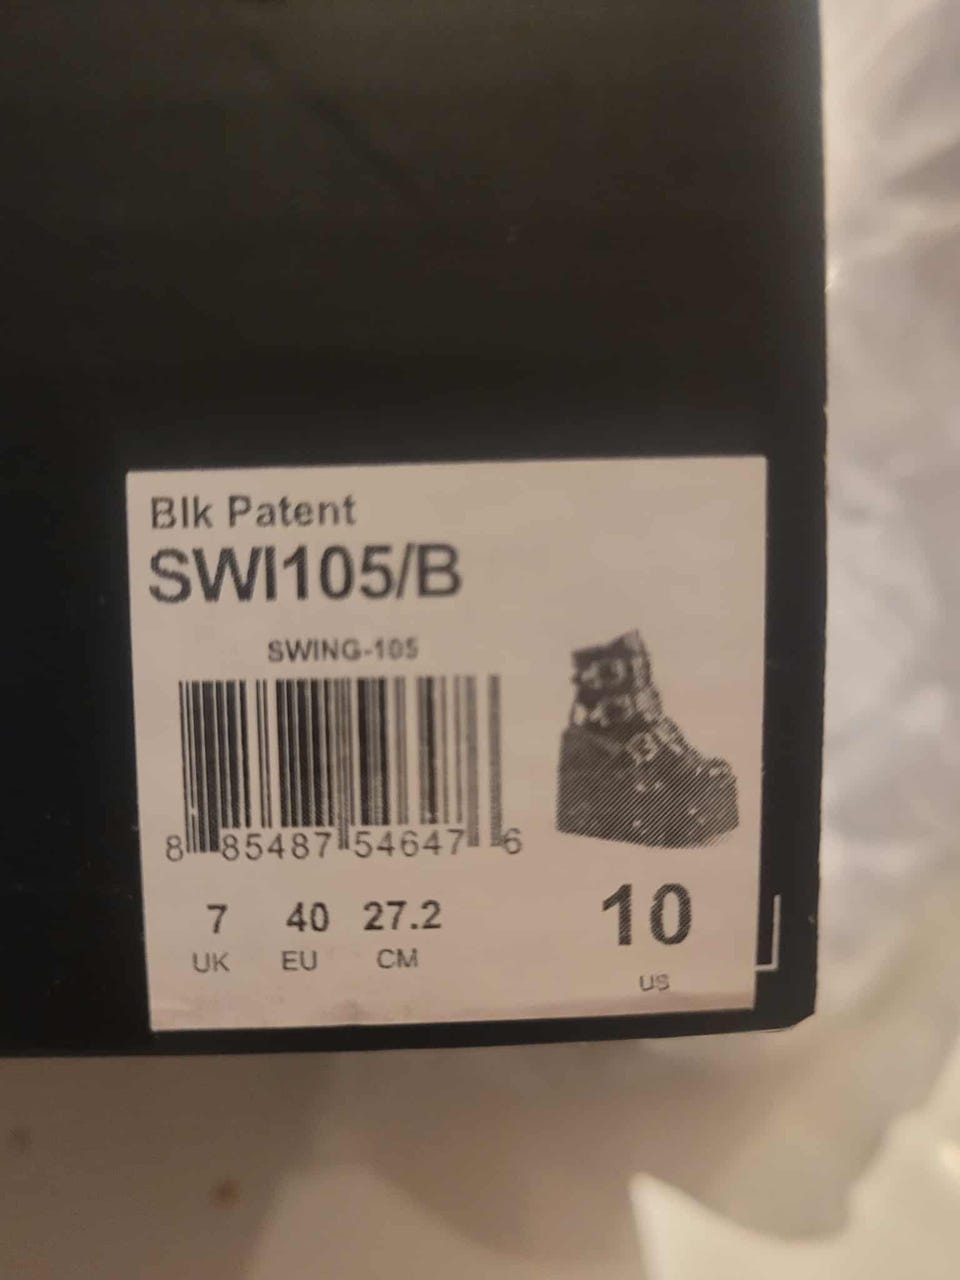 Blk Patent
SWI105/B
SWING-105
8 85487 54647 6
7 40 27.2 10
UK EU CM US